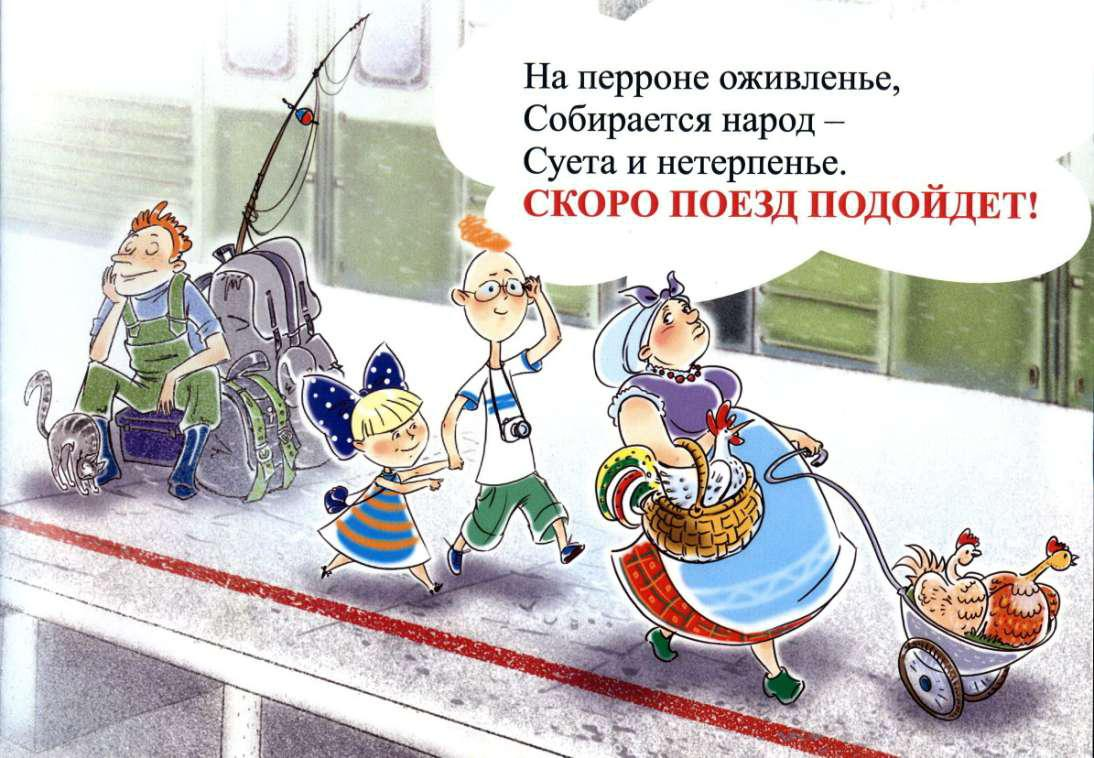 На перроне оживленье,
Собирается народ –
Суета и нетерпенье.
СКОРО ПОЕЗД ПОДОЙДЕТ!